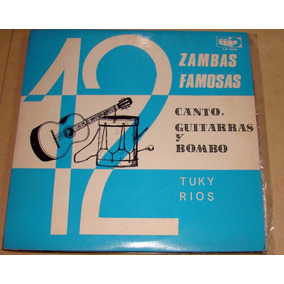 12
ZAMBAS
FAMOSAS
CANTO,
GUITARRAS
Y
BOMBO
TUKY
RIOS